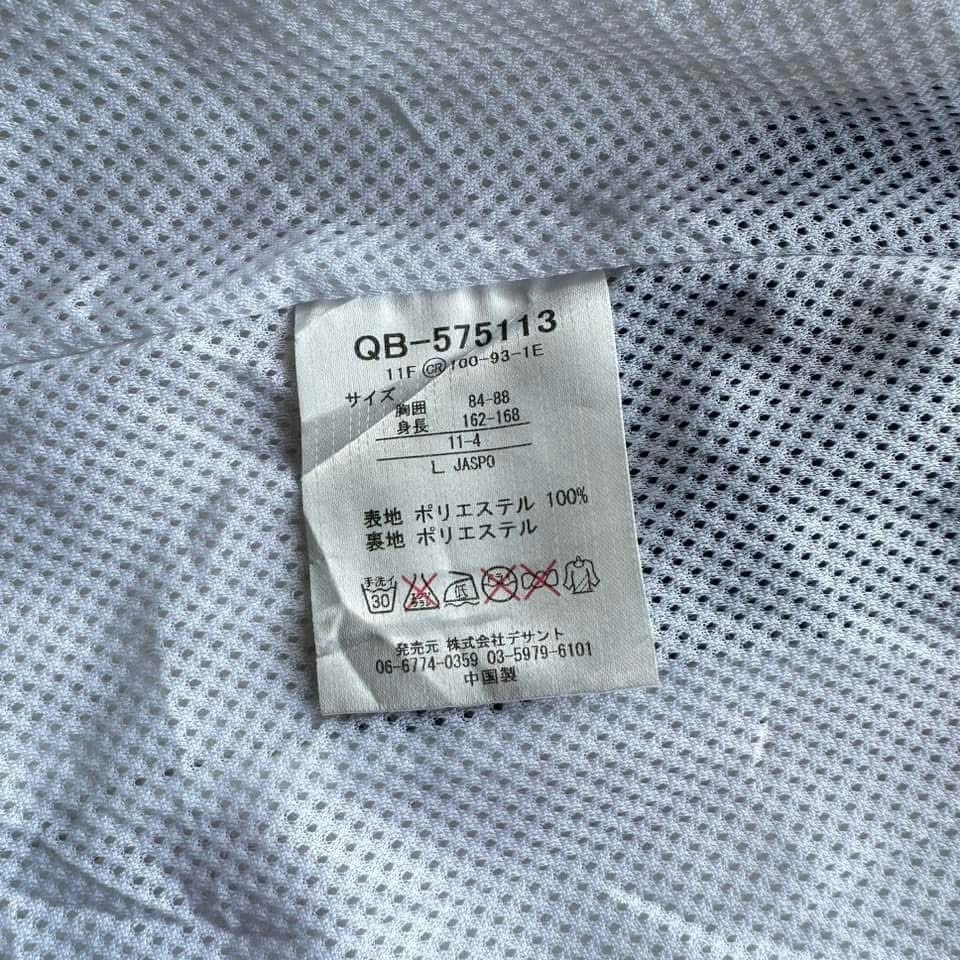 QB-575113
11F CR 100-93-1E
サイズ
胸囲 84-88
身長 162-168
11-4
L JASPO
表地 ポリエステル 100%
裏地 ポリエステル
手洗イ 30 低
発売元 株式会社デサント
06-6774-0359 03-5979-6101
中国製